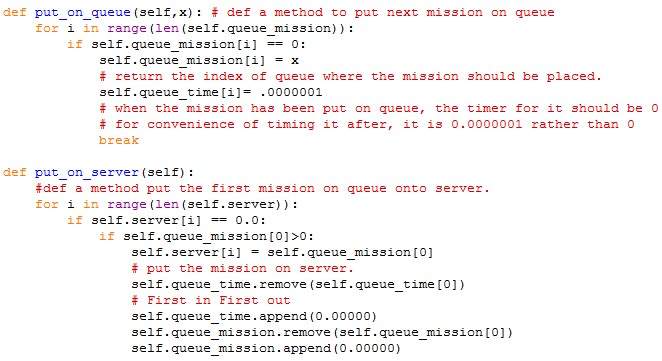 def put_on_queue(self,x): # def a method to put next mission on queue
    for i in range(len(self.queue_mission)):
        if self.queue_mission[i] == 0:
            self.queue_mission[i] = x
            # return the index of queue where the mission should be placed.
            self.queue_time[i]= .0000001
            # when the mission has been put on queue, the timer for it should be 0
            # for convenience of timing it after, it is 0.0000001 rather than 0
            break
def put_on_server(self):
    #def a method put the first mission on queue onto server.
    for i in range(len(self.server)):
        if self.server[i] == 0.0:
            if self.queue_mission[0]>0:
                self.server[i] = self.queue_mission[0]
                # put the mission on server.
                self.queue_time.remove(self.queue_time[0])
                # First in First out
                self.queue_time.append(0.00000)
                self.queue_mission.remove(self.queue_mission[0])
                self.queue_mission.append(0.00000)